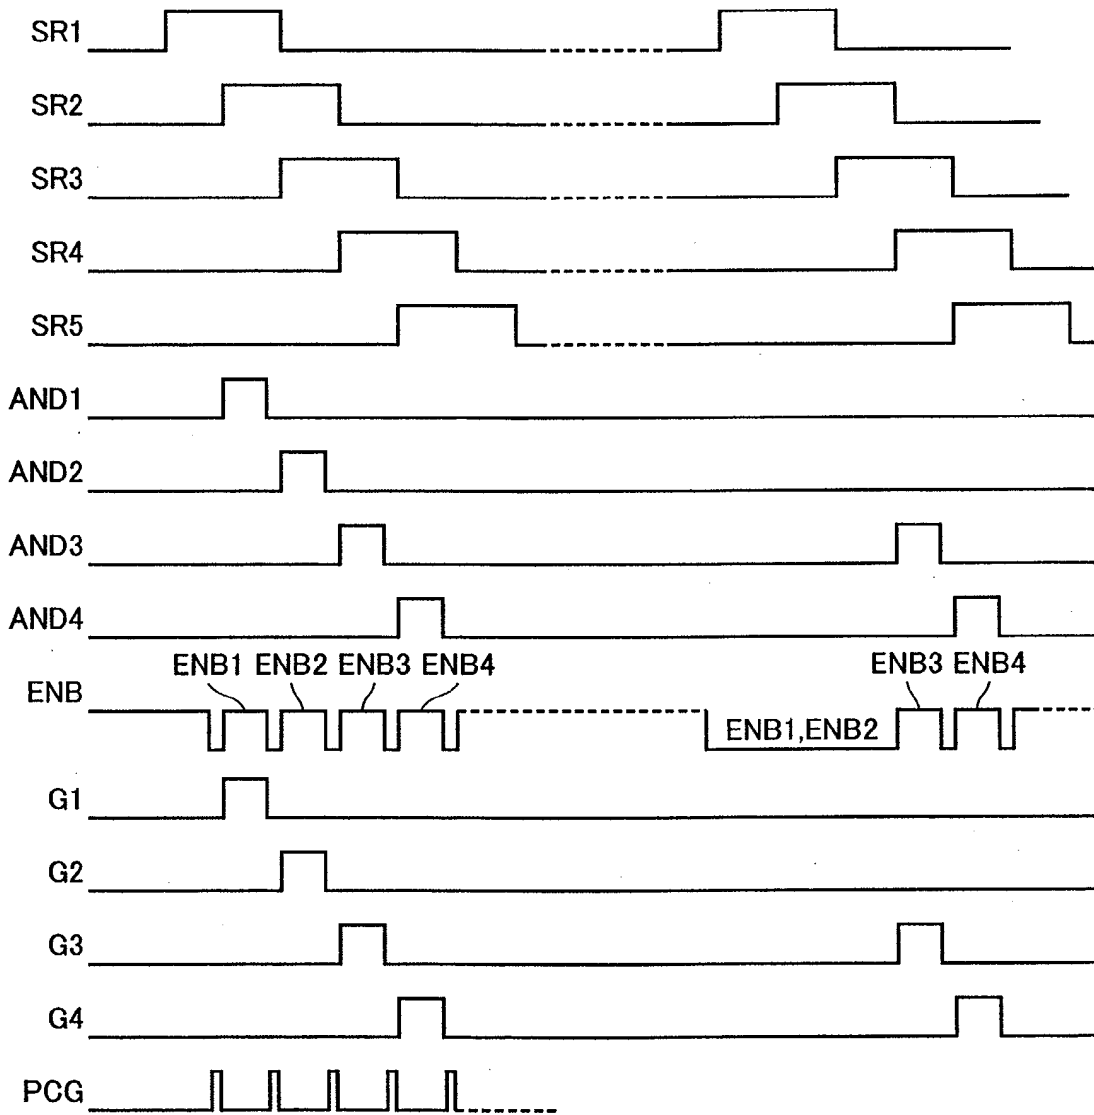 SR1
SR2
SR3
SR4
SR5
AND1
AND2
AND3
AND4
ENB1 ENB2 ENB3 ENB4 ENB3 ENB4
ENB
ENB1,ENB2
G1
G2
G3
G4
PCG